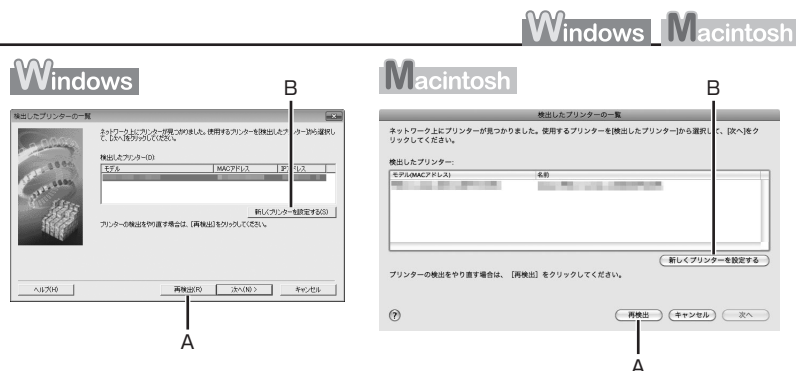 Windows Macintosh
Windows
B
検出したプリンターの一覧
ネットワーク上にプリンターが見つかりました。使用するプリンターを[検出したプリンター]から選択し
て、[次へ]をクリックしてください。
検出したプリンター(D):
モデル MACアドレス IPアドレス
新しくプリンターを設定する(S)
プリンターの検出をやり直す場合は、[再検出]をクリックしてください。
ヘルプ(H) 再検出(R) 次へ(N) > キャンセル
A
Macintosh
B
検出したプリンターの一覧
ネットワーク上にプリンターが見つかりました。使用するプリンターを[検出したプリンター]から選択して、[次へ]をク
リックしてください。
検出したプリンター:
モデル(MACアドレス) 名前
新しくプリンターを設定する
プリンターの検出をやり直す場合は、[再検出]をクリックしてください。
? 再検出 キャンセル 次へ
A